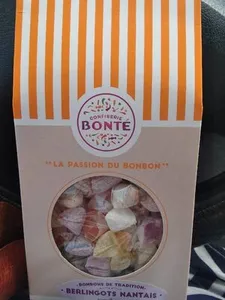 CONFISERIE
BONTÉ
"LA PASSION DU BONBON"
BONBONS DE TRADITION
BERLINGOTS NANTAIS